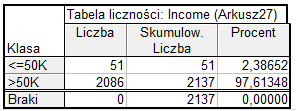 Tabela liczności: Income (Arkusz27)
Klasa Liczba Skumulow. Liczba Procent
<=50K 51 51 2,38652
>50K 2086 2137 97,61348
Braki 0 2137 0,00000